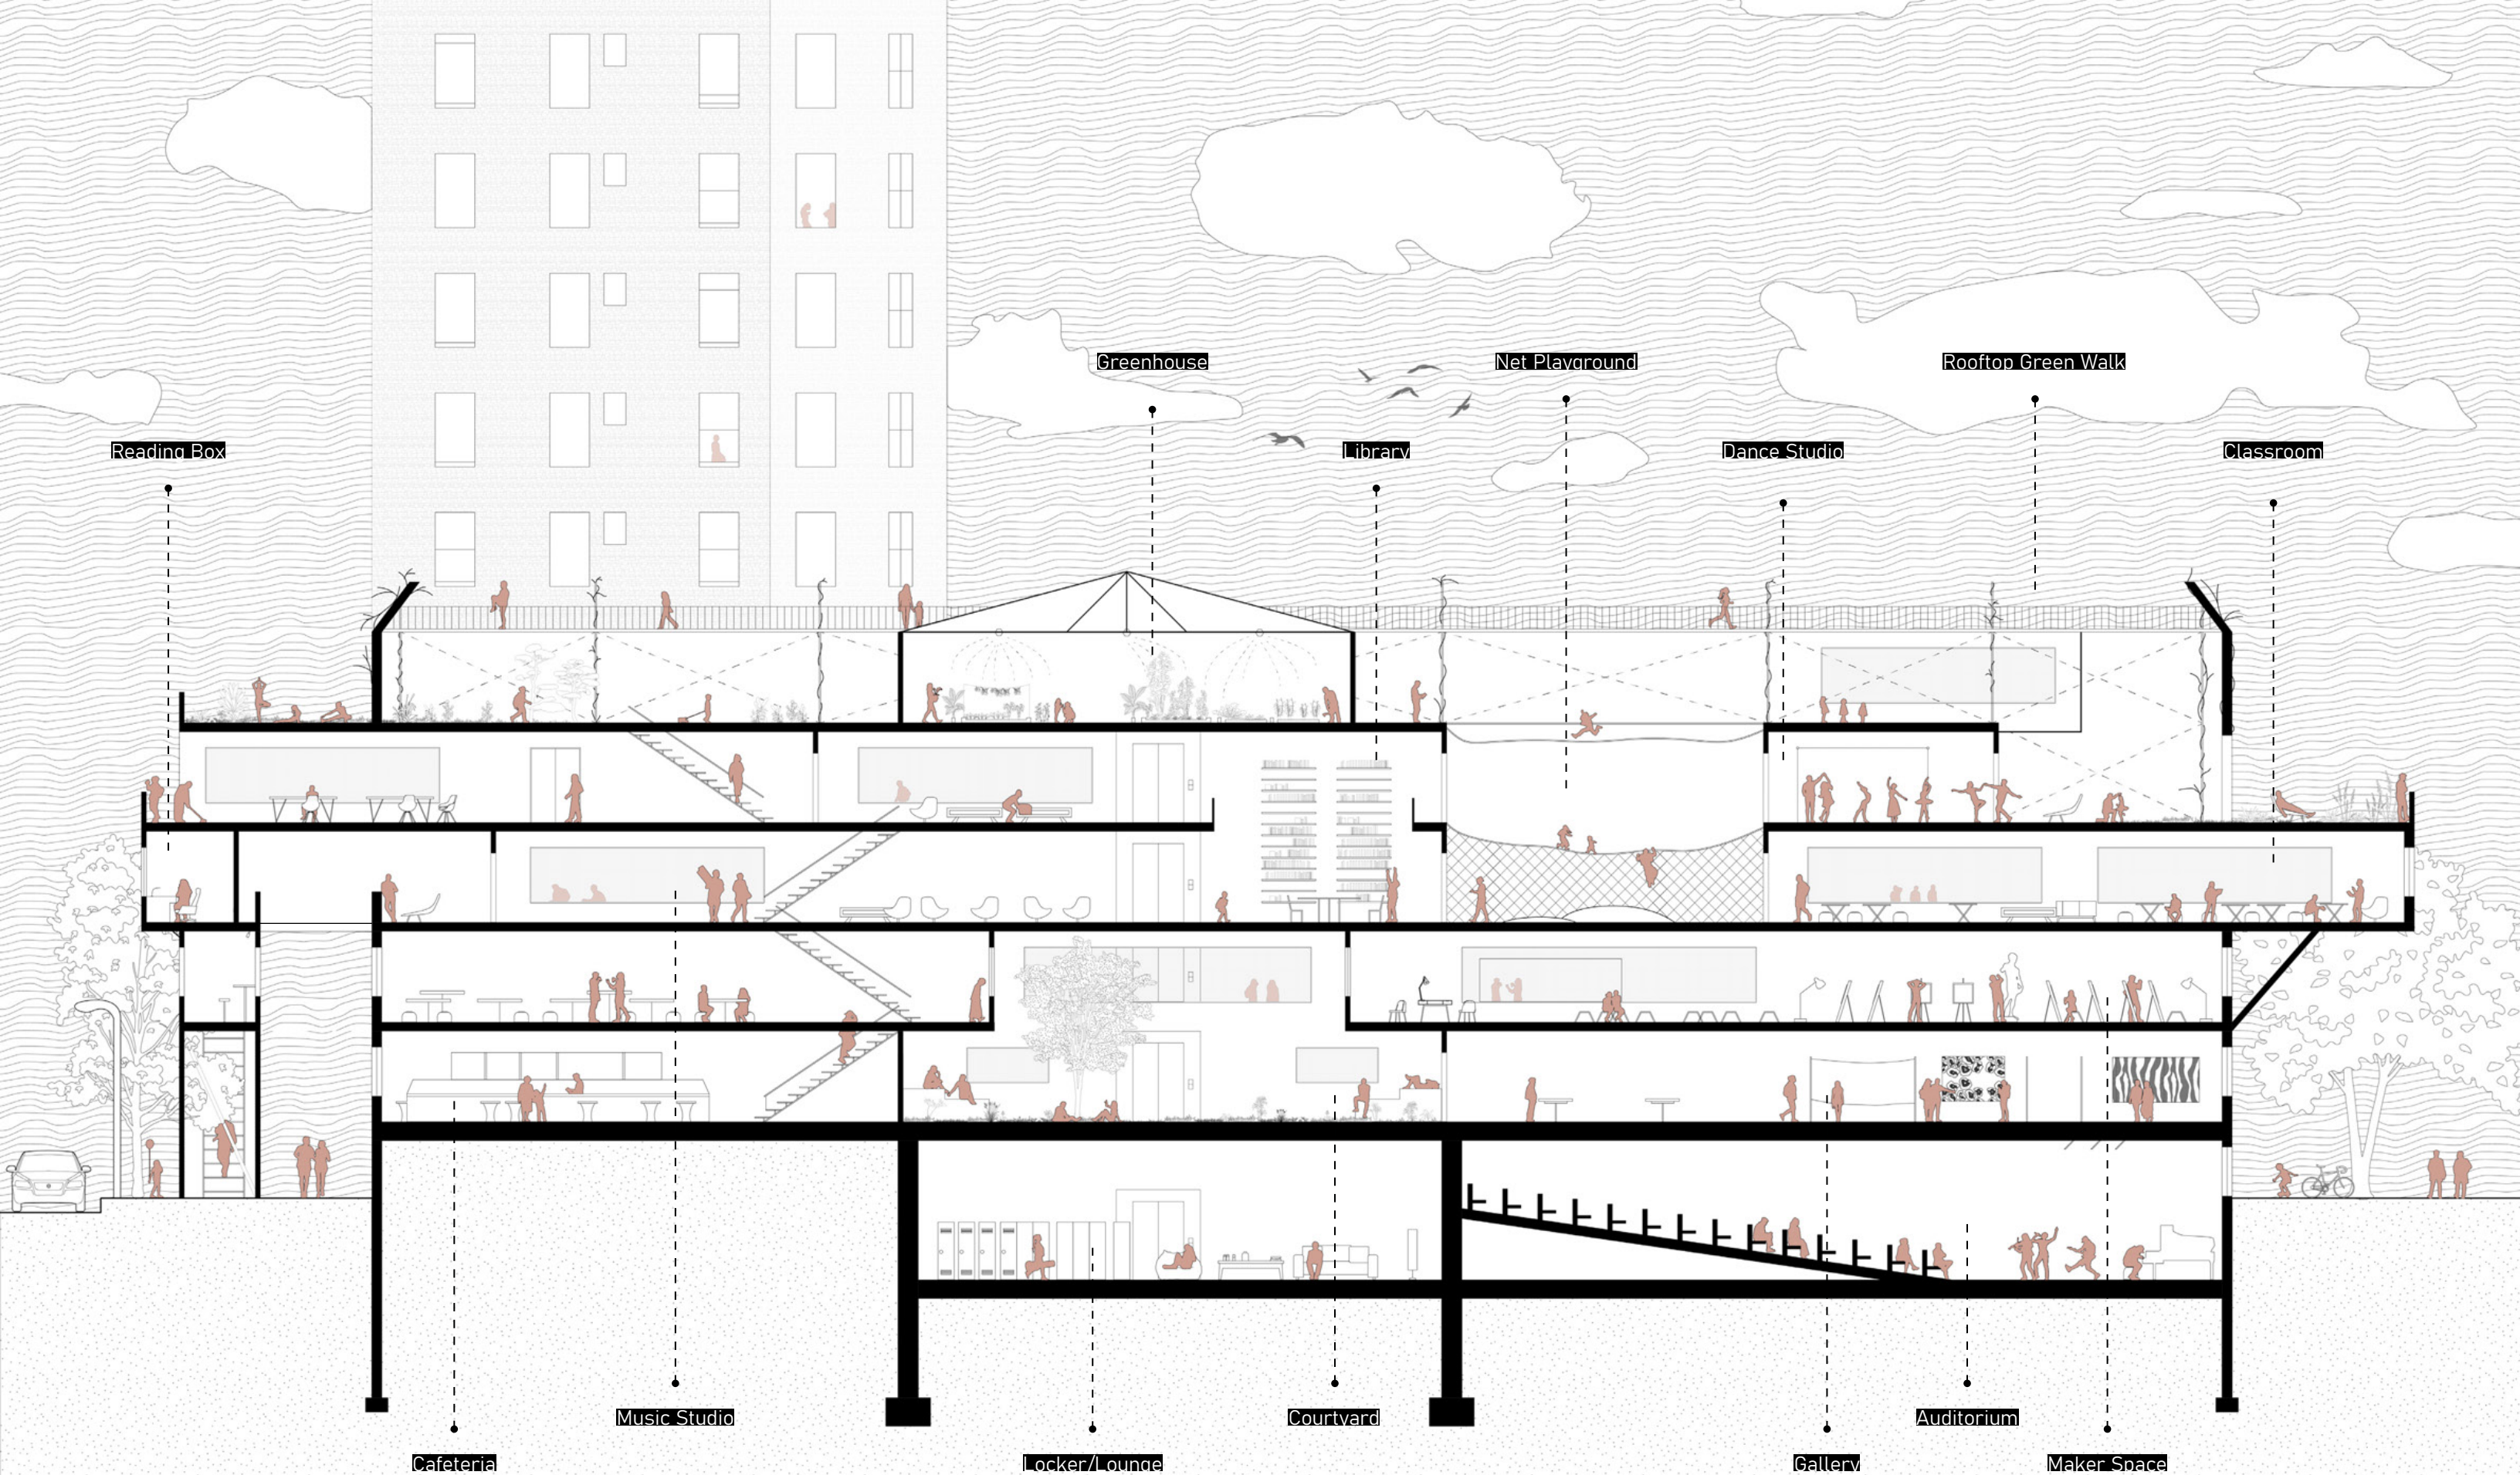 Greenhouse
Net Playground
Rooftop Green Walk
Reading Box
Library
Dance Studio
Classroom
Music Studio
Courtyard
Auditorium
Cafeteria
Locker/Lounge
Gallery
Maker Space